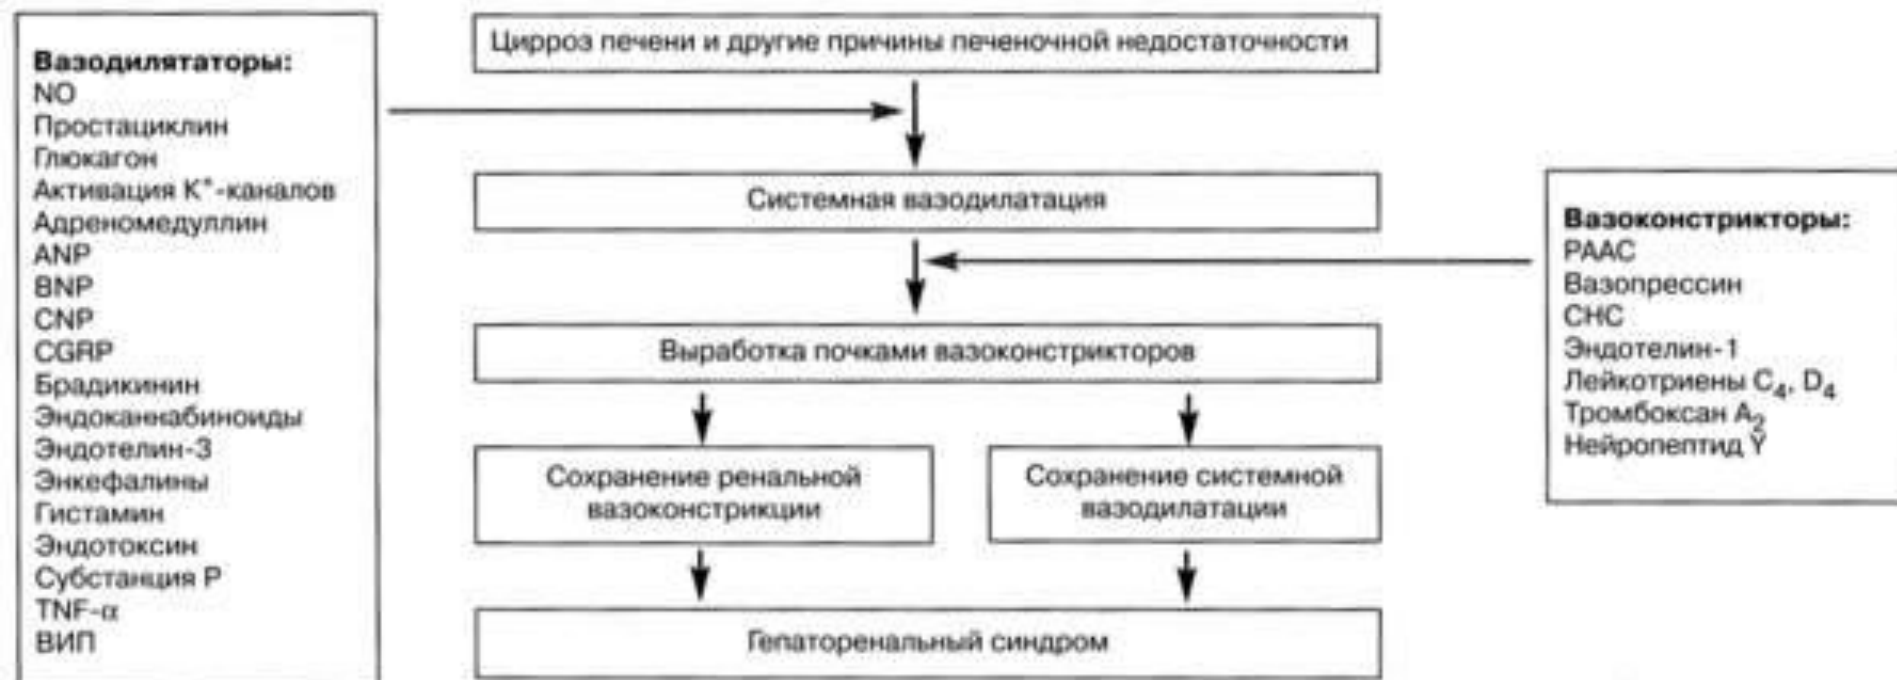 Вазодилятаторы:
NO
Простациклин
Глюкагон
Активация K⁺-каналов
Адреномедуллин
ANP
BNP
CNP
CGRP
Брадикинин
Эндоканнабиноиды
Эндотелин-3
Энкефалины
Гистамин
Эндотоксин
Субстанция P
TNF-α
ВИП
Цирроз печени и другие причины печеночной недостаточности
Системная вазодилатация
Выработка почками вазоконстрикторов
Сохранение ренальной
вазоконстрикции
Сохранение системной
вазодилатации
Гепаторенальный синдром
Вазоконстрикторы:
РААС
Вазопрессин
СНС
Эндотелин-1
Лейкотриены C₄, D₄
Тромбоксан A₂
Нейропептид Y